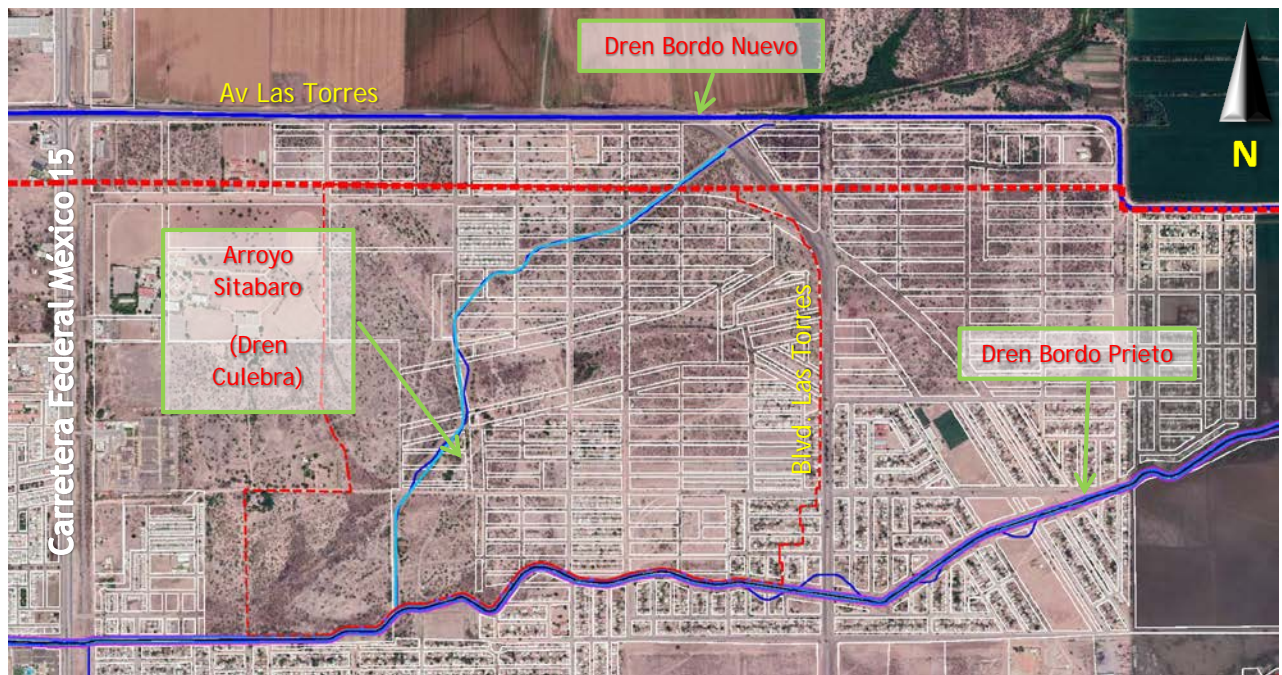 Dren Bordo Nuevo
Av Las Torres
N
Carretera Federal México 15
Arroyo
Sitabaro
(Dren
Culebra)
Blvd. Las Torres
Dren Bordo Prieto